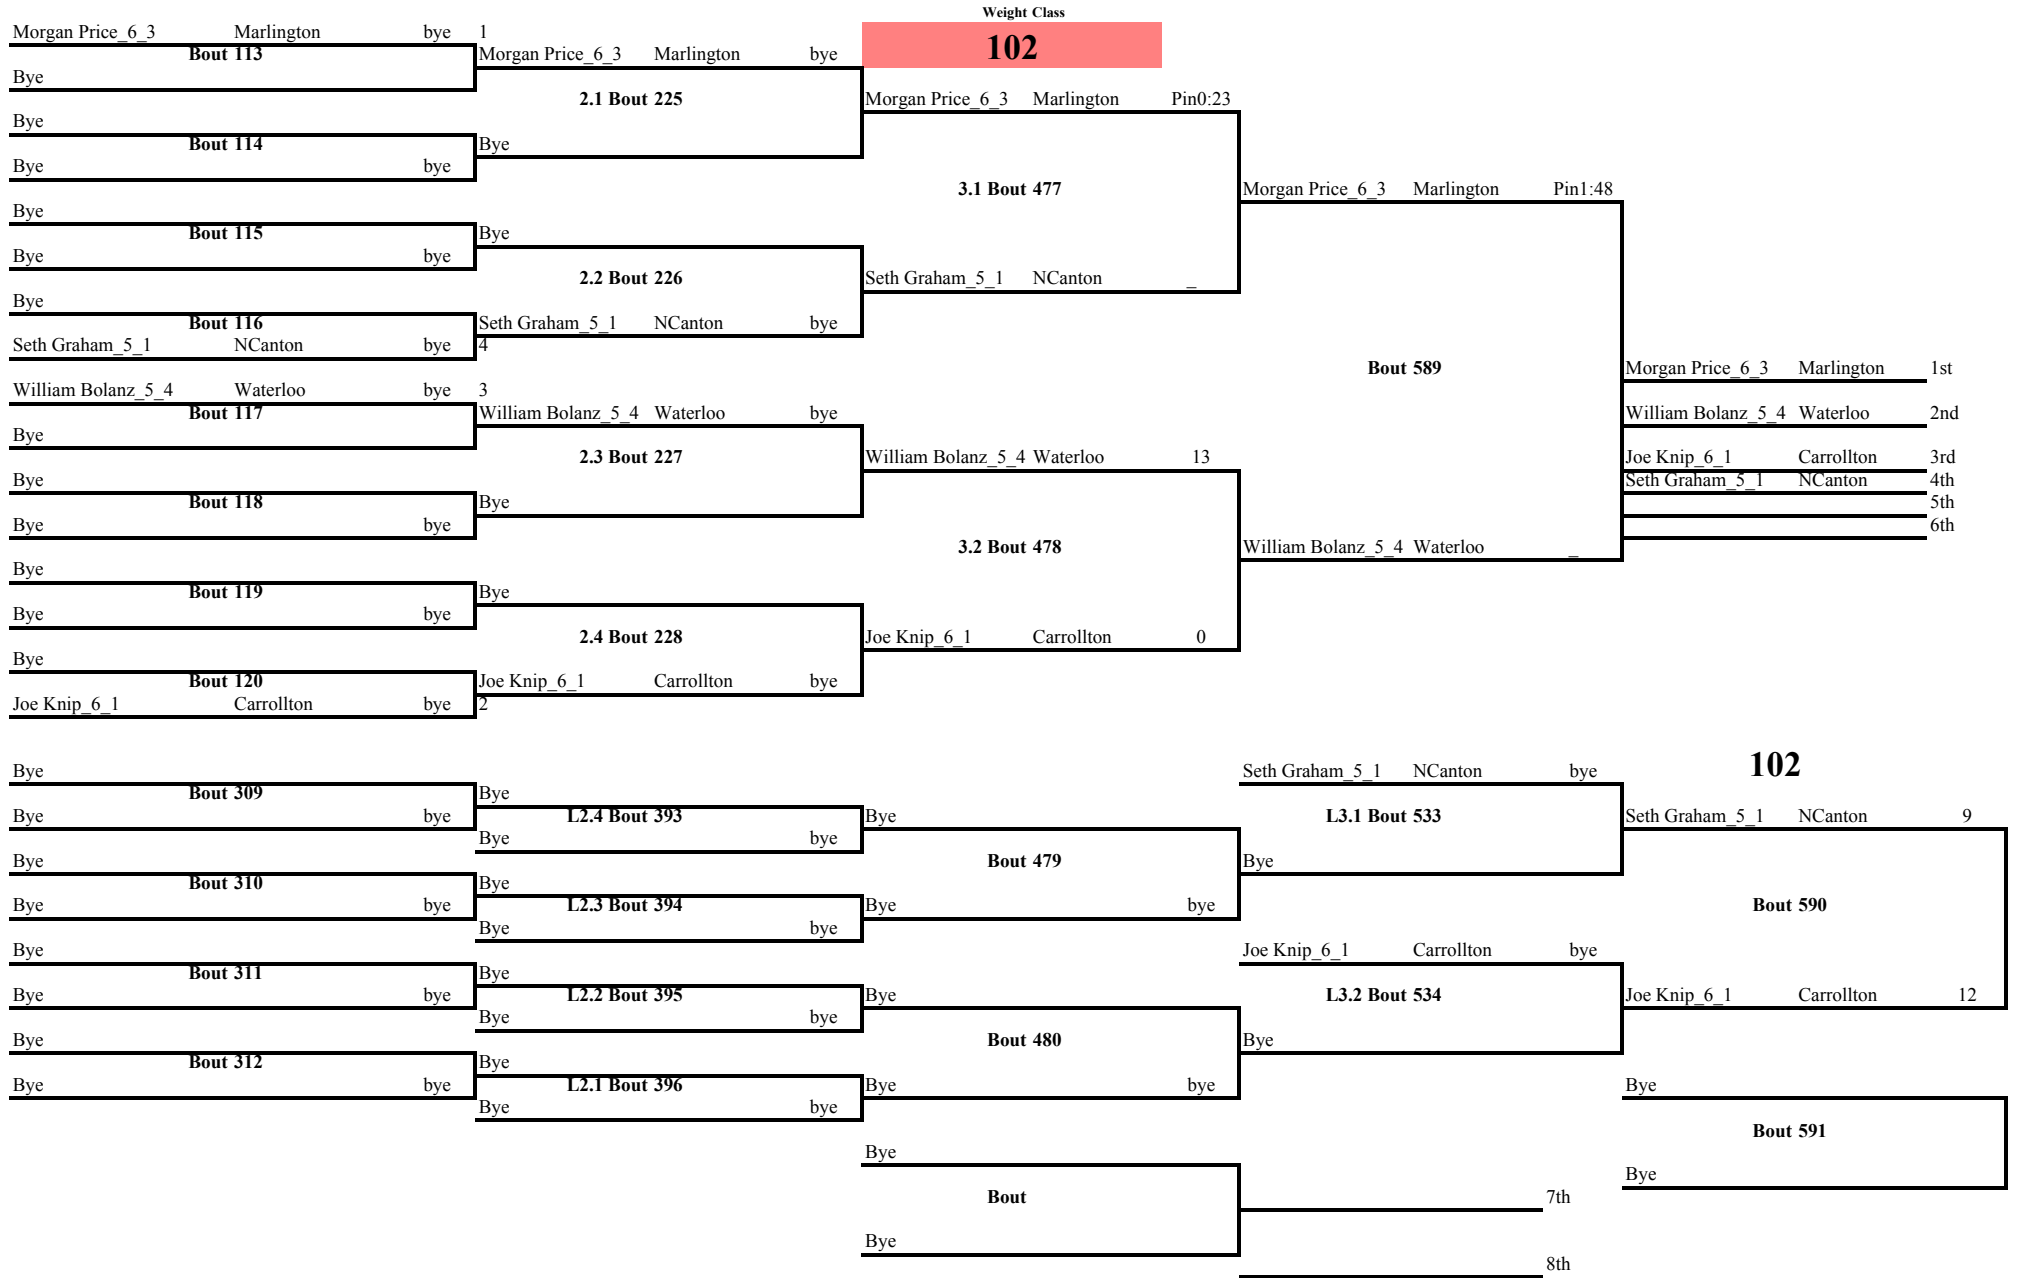 Weight Class
Morgan Price_6_3 Marlington bye 1
102
Bout 113
Morgan Price_6_3 Marlington bye
Bye
2.1 Bout 225
Morgan Price_6_3 Marlington Pin0:23
Bye
Bout 114
Bye
Bye bye
3.1 Bout 477
Morgan Price_6_3 Marlington Pin1:48
Bye
Bout 115
Bye
Bye bye
2.2 Bout 226
Seth Graham_5_1 NCanton _
Bye
Bout 116
Seth Graham_5_1 NCanton bye
Seth Graham_5_1 NCanton bye 4
Bout 589
Morgan Price_6_3 Marlington 1st
William Bolanz_5_4 Waterloo bye 3
Bout 117
William Bolanz_5_4 Waterloo bye
William Bolanz_5_4 Waterloo 2nd
Bye
2.3 Bout 227
William Bolanz_5_4 Waterloo 13
Joe Knip_6_1 Carrollton 3rd
Bye
Seth Graham_5_1 NCanton 4th
Bout 118
Bye
5th
Bye bye
6th
3.2 Bout 478
William Bolanz_5_4 Waterloo _
Bye
Bout 119
Bye
Bye bye
2.4 Bout 228
Joe Knip_6_1 Carrollton 0
Bye
Bout 120
Joe Knip_6_1 Carrollton bye
Joe Knip_6_1 Carrollton bye 2
102
Bye
Seth Graham_5_1 NCanton bye
Bout 309
Bye
Bye bye
L2.4 Bout 393
Bye
L3.1 Bout 533
Seth Graham_5_1 NCanton 9
Bye bye
Bye
Bout 479
Bye
Bout 310
Bye
Bye bye
L2.3 Bout 394
Bye bye
Bout 590
Bye bye
Bye
Joe Knip_6_1 Carrollton bye
Bout 311
Bye
Bye bye
L2.2 Bout 395
Bye
L3.2 Bout 534
Joe Knip_6_1 Carrollton 12
Bye bye
Bye
Bout 480
Bye
Bout 312
Bye
Bye bye
L2.1 Bout 396
Bye bye
Bye
Bye bye
Bout 591
Bye
Bye
Bout
7th
Bye
8th